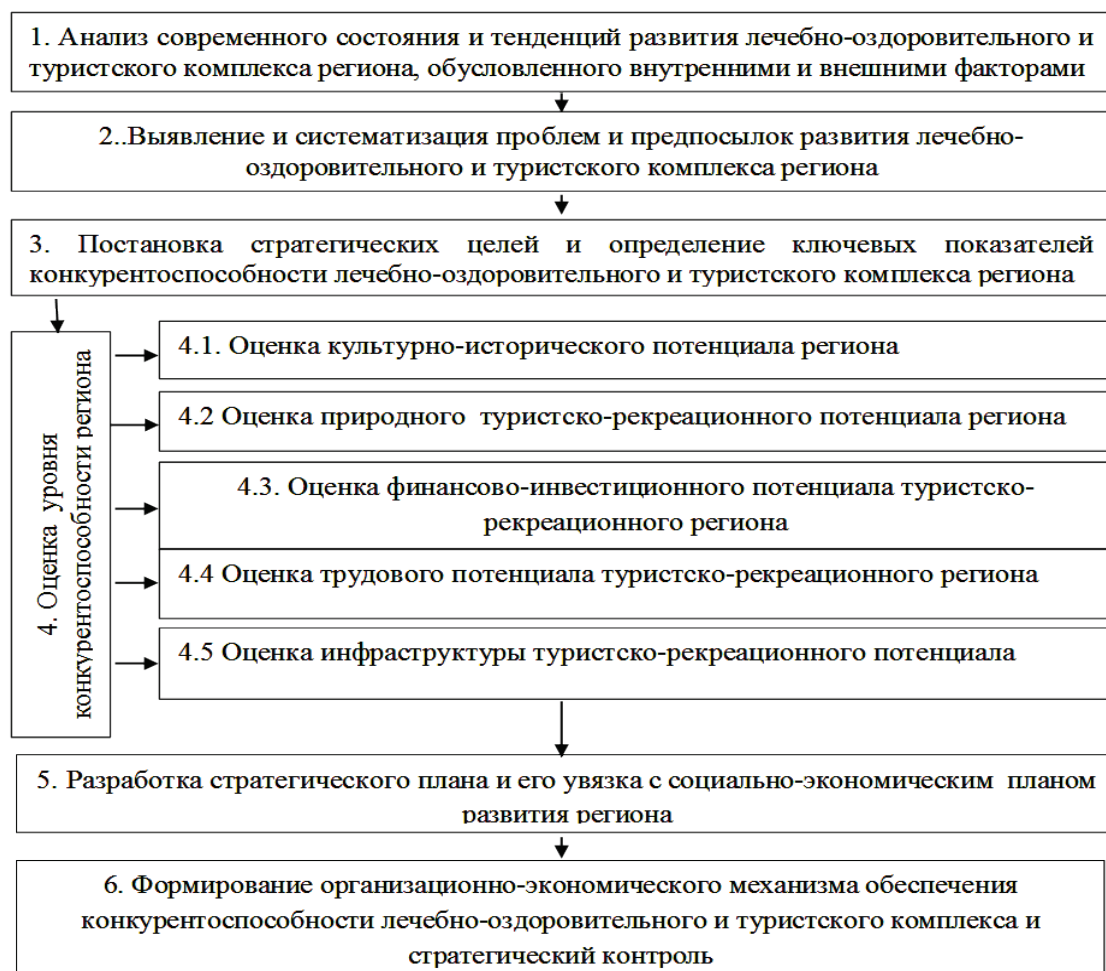 1. Анализ современного состояния и тенденций развития лечебно-оздоровительного и
туристского комплекса региона, обусловленного внутренними и внешними факторами
2..Выявление и систематизация проблем и предпосылок развития лечебно-
оздоровительного и туристского комплекса региона
3. Постановка стратегических целей и определение ключевых показателей
конкурентоспособности лечебно-оздоровительного и туристского комплекса региона
4. Оценка уровня
конкурентоспособности региона
4.1. Оценка культурно-исторического потенциала региона
4.2 Оценка природного туристско-рекреационного потенциала региона
4.3. Оценка финансово-инвестиционного потенциала туристско-
рекреационного региона
4.4 Оценка трудового потенциала туристско-рекреационного региона
4.5 Оценка инфраструктуры туристско-рекреационного потенциала
5. Разработка стратегического плана и его увязка с социально-экономическим планом
развития региона
6. Формирование организационно-экономического механизма обеспечения
конкурентоспособности лечебно-оздоровительного и туристского комплекса и
стратегический контроль